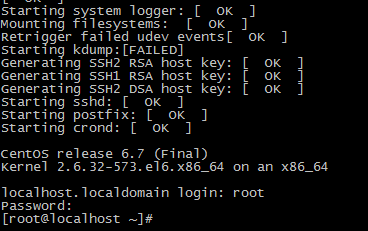 Starting system logger: [  OK  ]
Mounting filesystems:  [  OK  ]
Retrigger failed udev events[  OK  ]
Starting kdump:[FAILED]
Generating SSH2 RSA host key: [  OK  ]
Generating SSH1 RSA host key: [  OK  ]
Generating SSH2 DSA host key: [  OK  ]
Starting sshd: [  OK  ]
Starting postfix: [  OK  ]
Starting crond: [  OK  ]
CentOS release 6.7 (Final)
Kernel 2.6.32-573.el6.x86_64 on an x86_64
localhost.localdomain login: root
Password:
[root@localhost ~]#